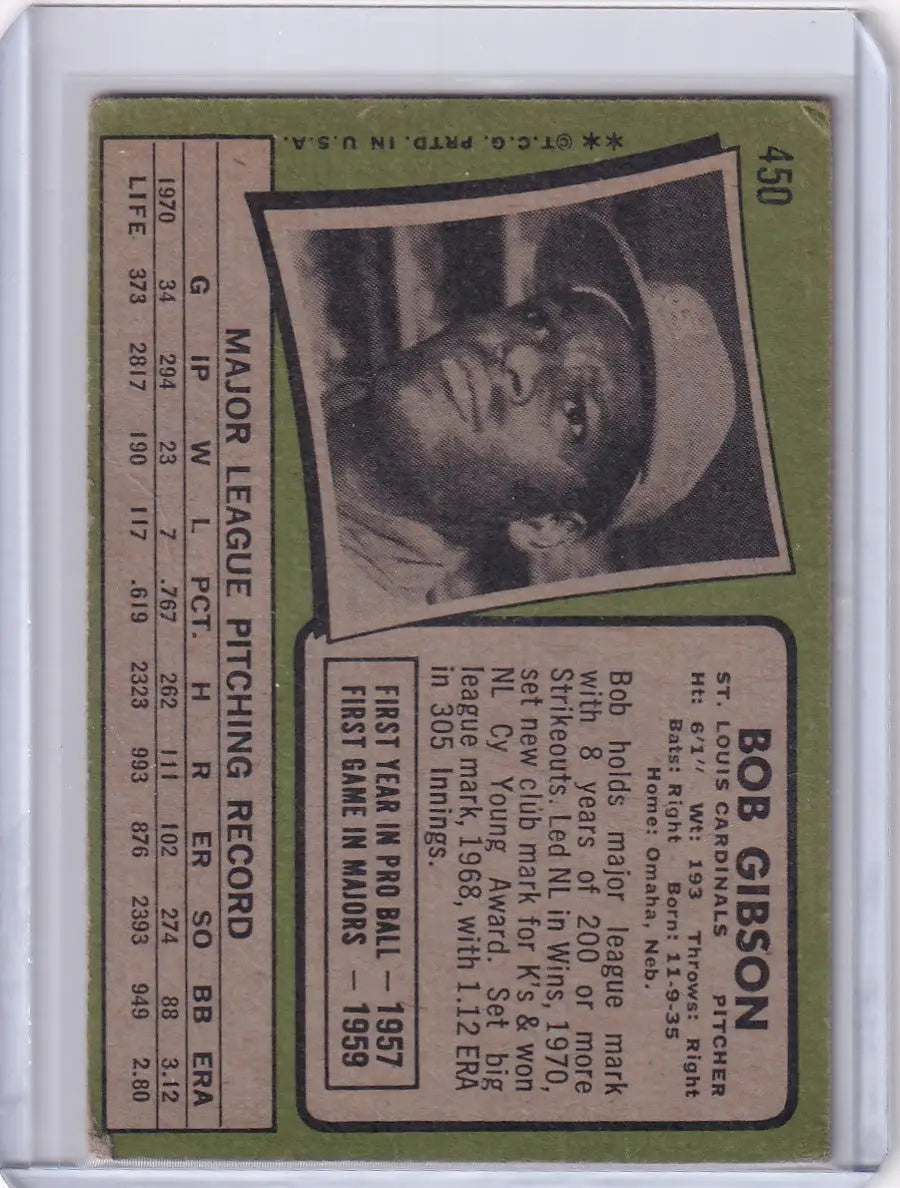 450
BOB GIBSON
ST. LOUIS CARDINALS PITCHER
Ht: 6'1" Wt: 193 Throws: Right
Bats: Right Born: 11-9-35
Home: Omaha, Neb.
Bob holds major league mark
with 8 years of 200 or more
Strikeouts. Led NL in Wins, 1970,
set new club mark for K's & won
NL Cy Young Award. Set big
league mark, 1968, with 1.12 ERA
in 305 Innings.
FIRST YEAR IN PRO BALL — 1957
FIRST GAME IN MAJORS — 1959
**©T.C.G. PRTD. IN U.S.A.
MAJOR LEAGUE PITCHING RECORD
G IP W L PCT. H R ER SO BB ERA
1970 34 294 23 7 .767 262 111 102 274 88 3.12
LIFE 373 2817 190 117 .619 2323 993 876 2393 949 2.80